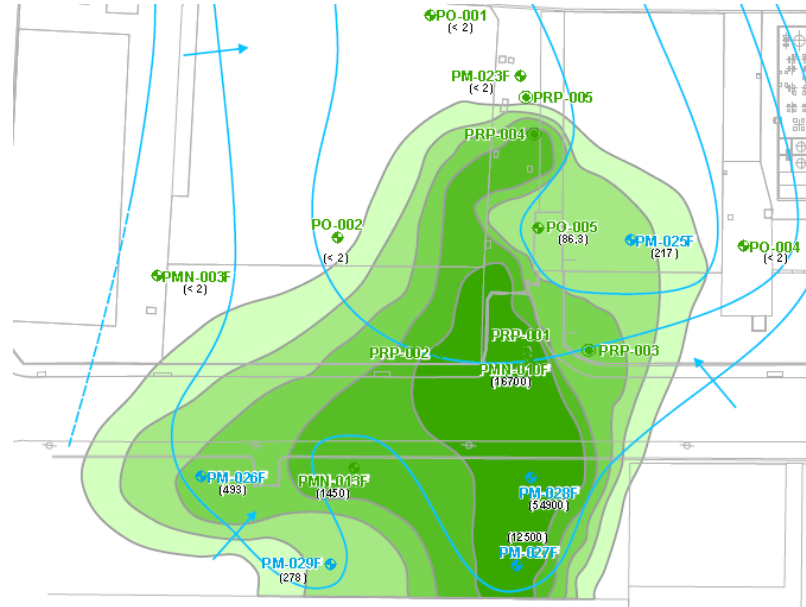 PO-001
(< 2)
PM-023F
(< 2)
PRP-005
PRP-004
PO-002
(< 2)
PO-005
(86,3)
PM-025F
(217)
PO-004
(< 2)
PMN-003F
(< 2)
PRP-001
PRP-002
PRP-003
PMN-010F
(16700)
PM-026F
(493)
PMN-013F
(1450)
PM-028F
(54900)
(12500)
PM-027F
PM-029F
(278)